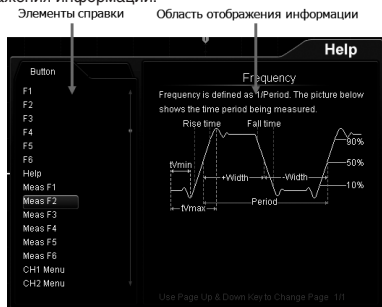 ажения информации.
Элементы справки
Область отображения информации
Help
Button
F1
F2
F3
F4
F5
F6
Help
Meas F1
Meas F2
Meas F3
Meas F4
Meas F5
Meas F6
CH1 Menu
CH2 Menu
Frequency
Frequency is defined as 1/Period. The picture below
shows the time period being measured.
Rise time
Fall time
90%
50%
10%
tVmin
+Width
-Width
Period
tVmax
Use Page Up & Down Key to Change Page 1/1